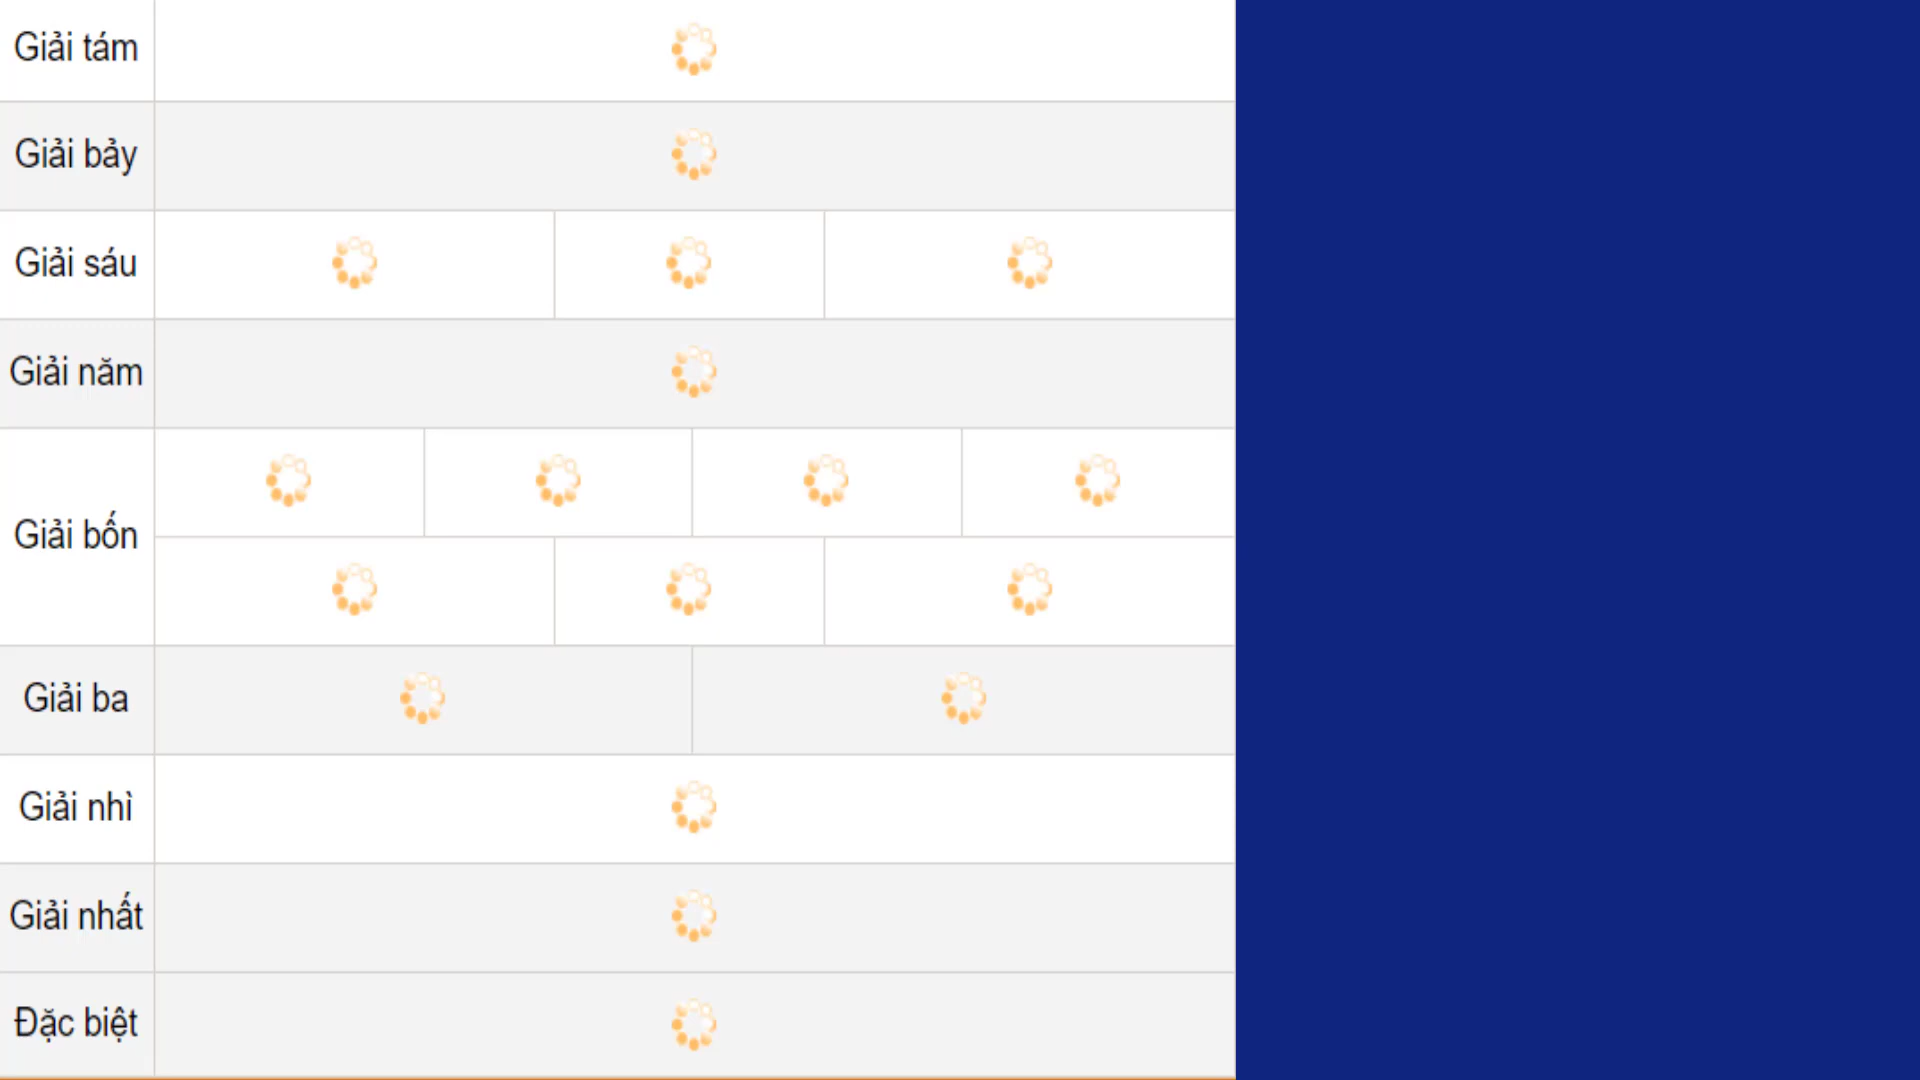 Giải tám
Giải bảy
Giải sáu
Giải năm
Giải bốn
Giải ba
Giải nhì
Giải nhất
Đặc biệt